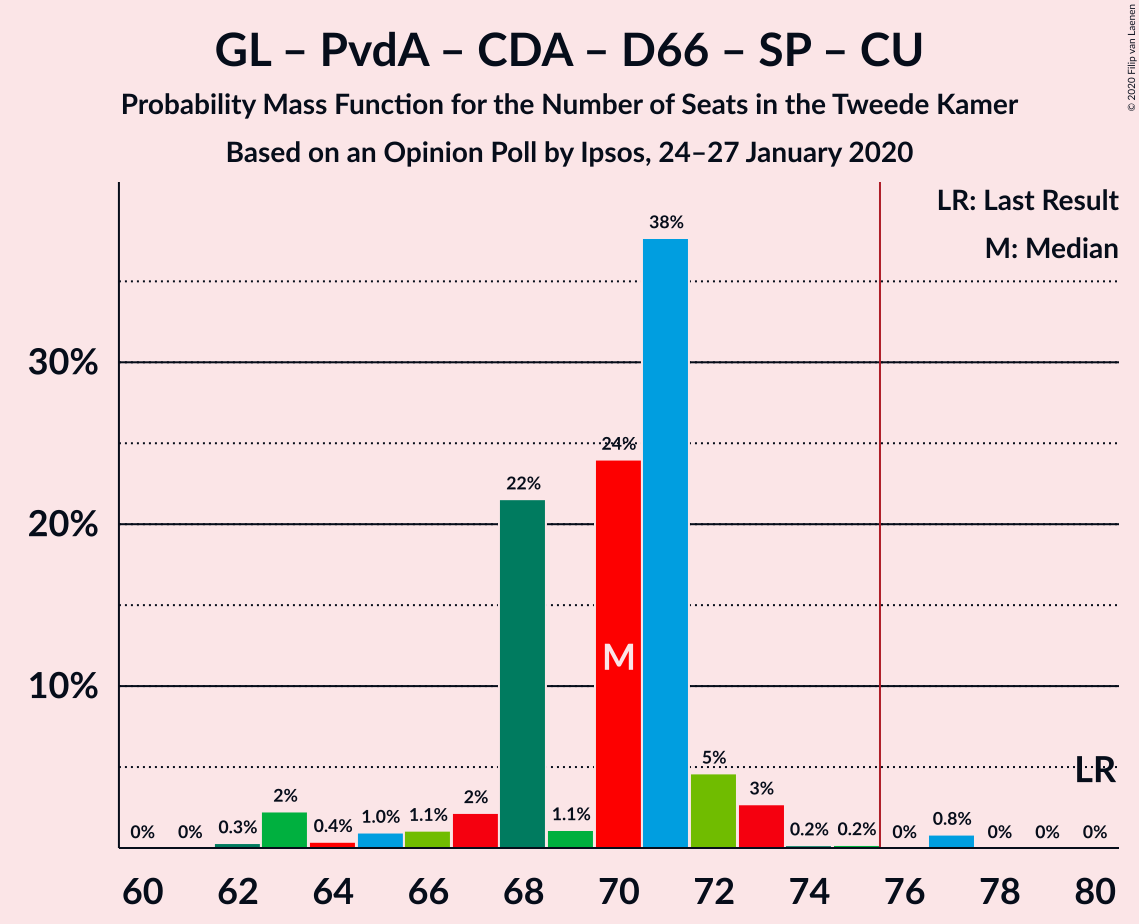 GL – PvdA – CDA – D66 – SP – CU
Probability Mass Function for the Number of Seats in the Tweede Kamer
Based on an Opinion Poll by Ipsos, 24–27 January 2020
© 2020 Filip van Laenen
LR: Last Result
M: Median
38%
30%
24%
22%
20%
M
10%
5%
LR
0% 0% 0.3% 2% 0.4% 1.0% 1.1% 2% 1.1% 3% 0.2% 0.2% 0% 0.8% 0% 0% 0%
60 62 64 66 68 70 72 74 76 78 80